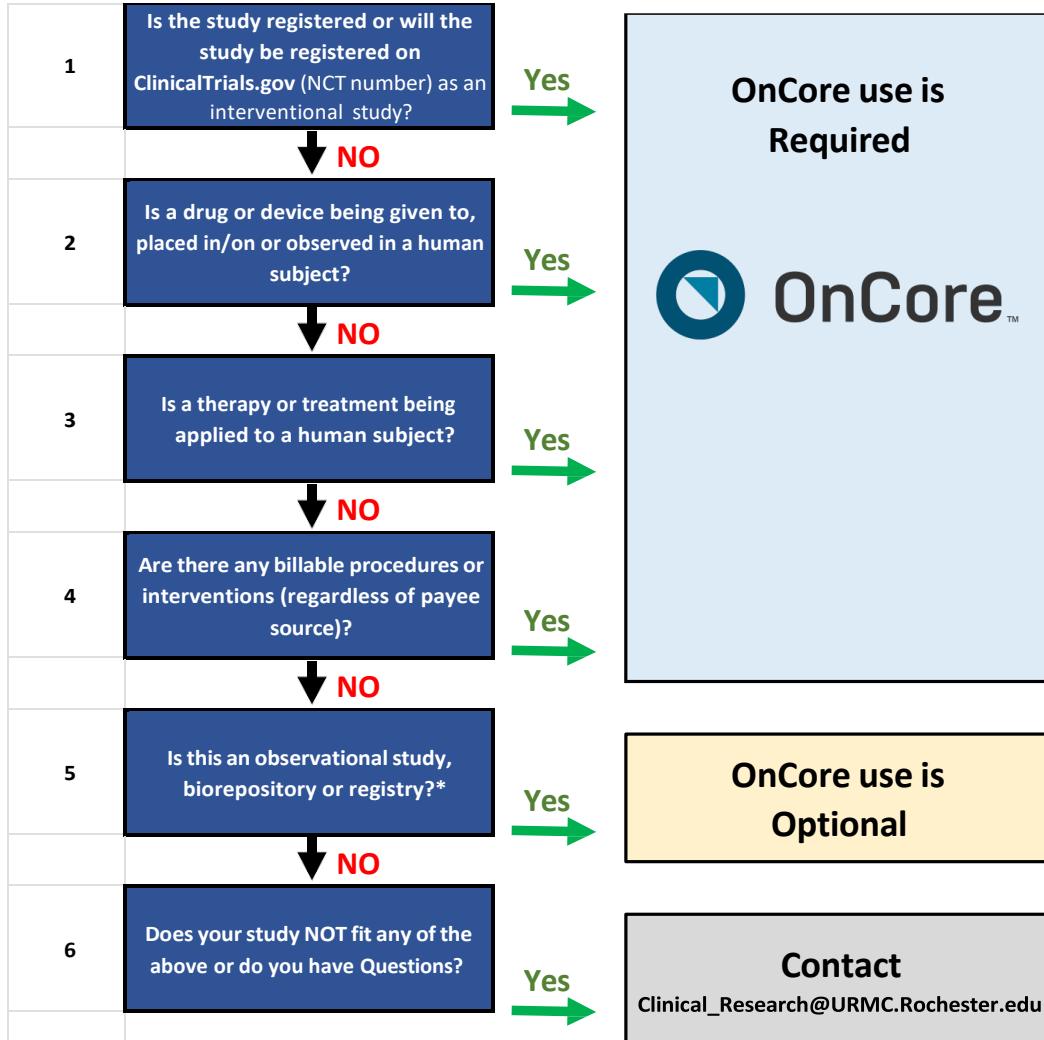 1
Is the study registered or will the
study be registered on
ClinicalTrials.gov (NCT number) as an
interventional study?
Yes
OnCore use is
Required
NO
2
Is a drug or device being given to,
placed in/on or observed in a human
subject?
Yes
OnCore™
NO
3
Is a therapy or treatment being
applied to a human subject?
Yes
NO
4
Are there any billable procedures or
interventions (regardless of payee
source)?
Yes
NO
5
Is this an observational study,
biorepository or registry?*
Yes
OnCore use is
Optional
NO
6
Does your study NOT fit any of the
above or do you have Questions?
Yes
Contact
Clinical_Research@URMC.Rochester.edu